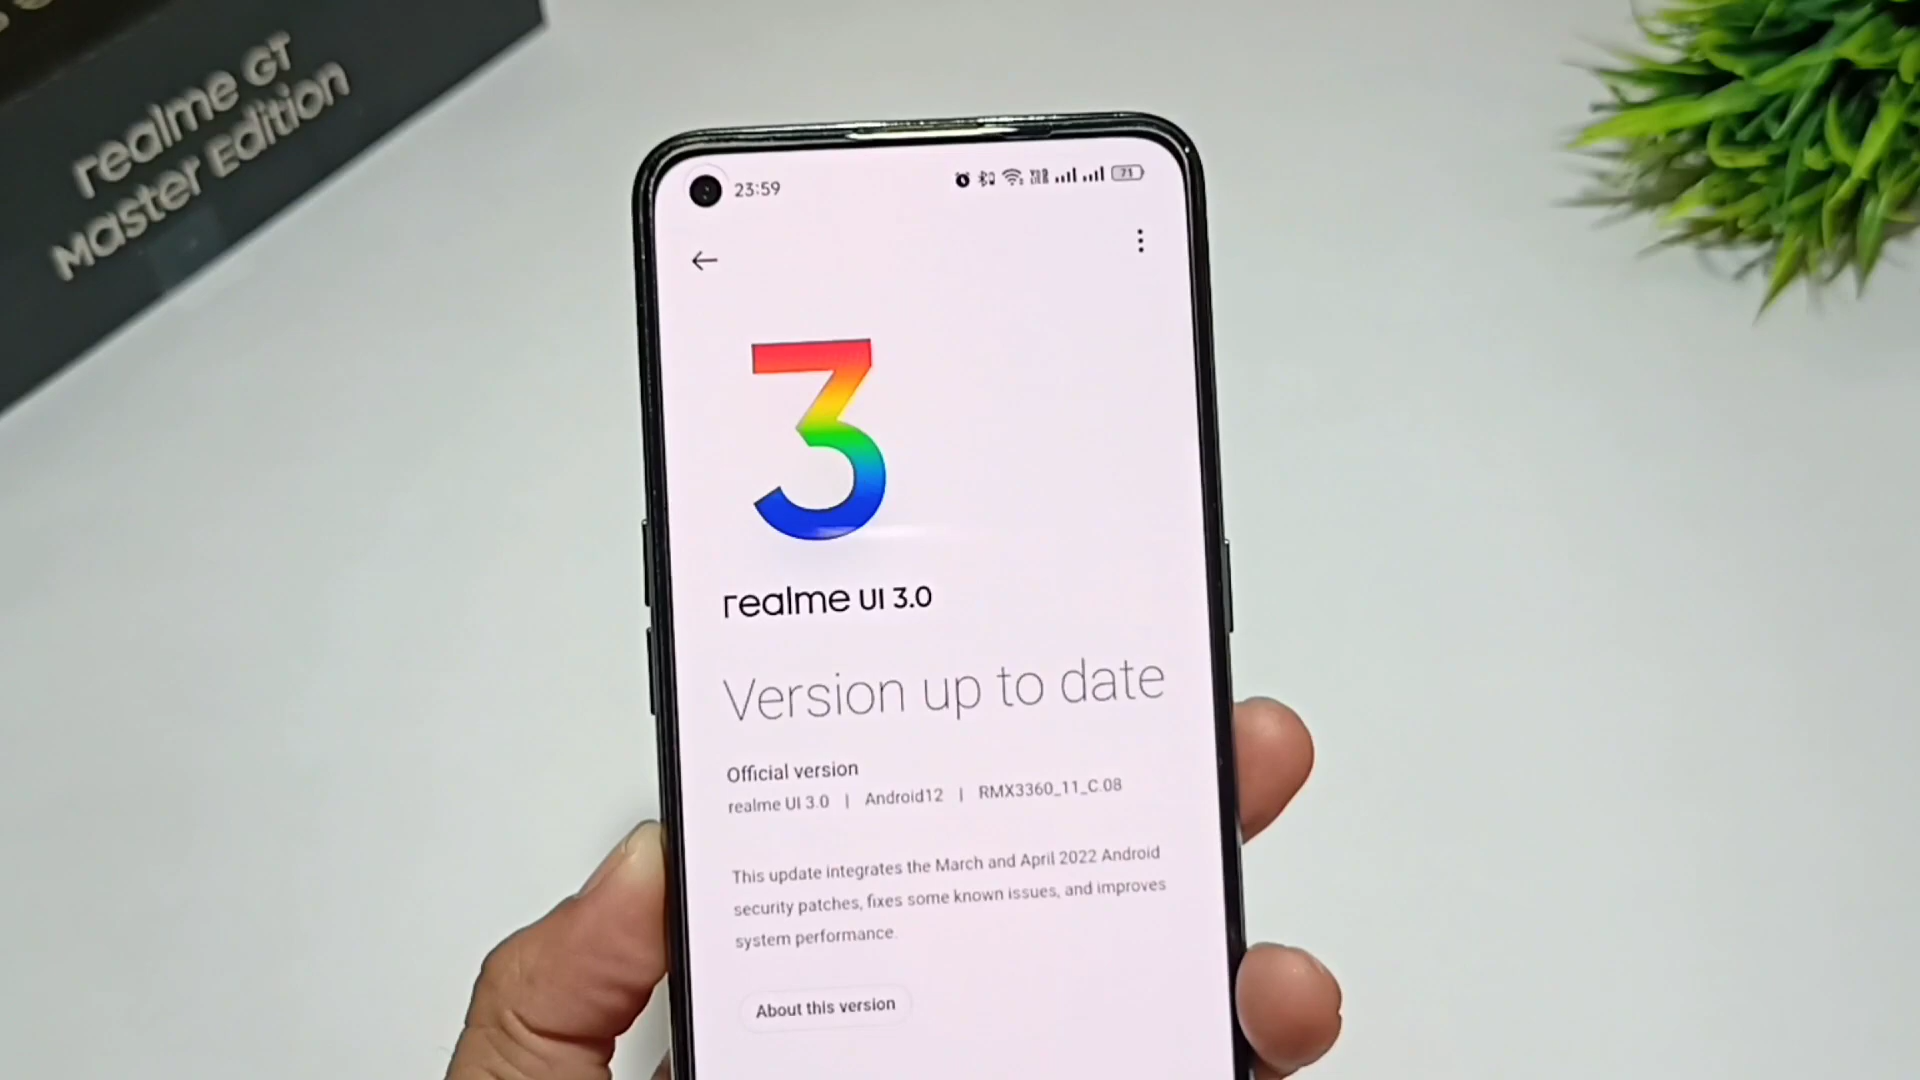 realme GT
Master Edition
23:59
71
3
realme UI 3.0
Version up to date
Official version
realme UI 3.0 | Android12 | RMX3360_11_C.08
This update integrates the March and April 2022 Android
security patches, fixes some known issues, and improves
system performance.
About this version